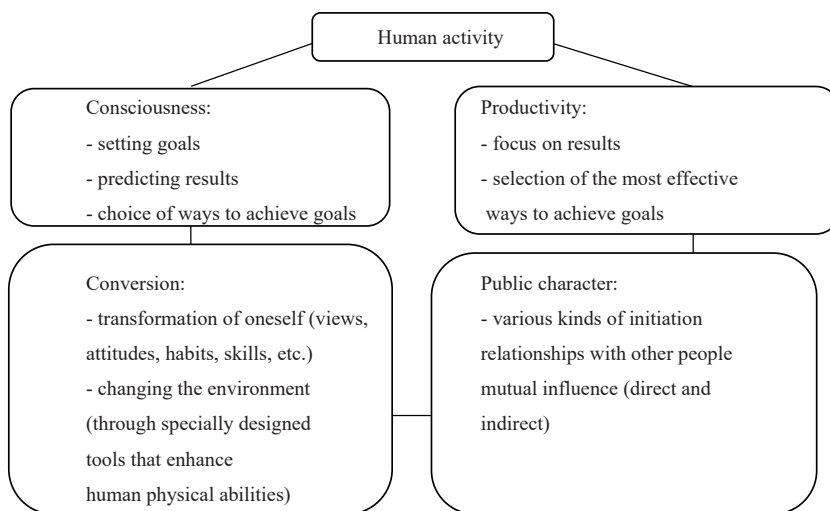 Human activity
Consciousness:
- setting goals
- predicting results
- choice of ways to achieve goals
Productivity:
- focus on results
- selection of the most effective
ways to achieve goals
Conversion:
- transformation of oneself (views,
attitudes, habits, skills, etc.)
- changing the environment
(through specially designed
tools that enhance
human physical abilities)
Public character:
- various kinds of initiation
relationships with other people
mutual influence (direct and
indirect)